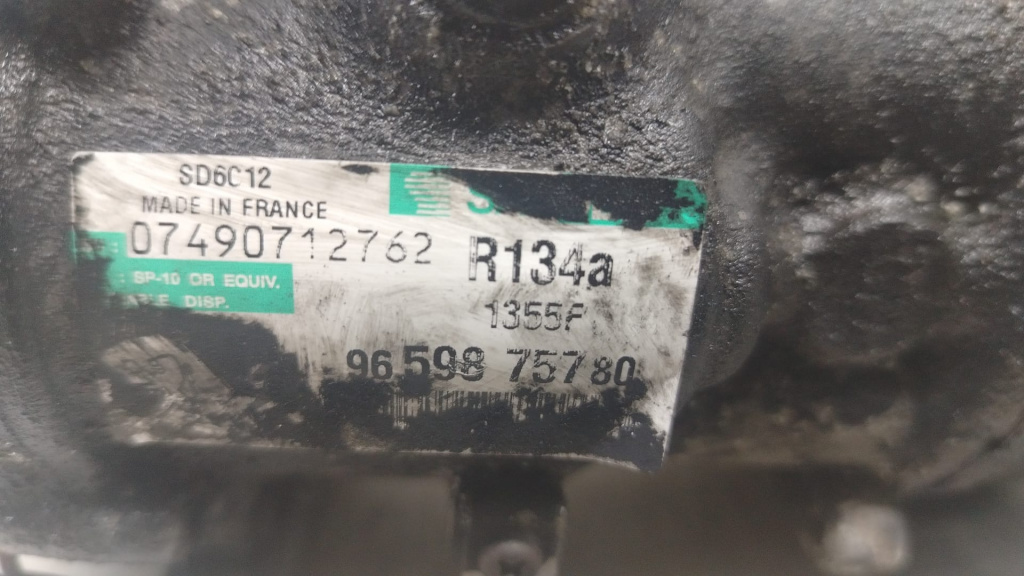 SD6C12
MADE IN FRANCE
07490712762
R134a
: SP-10 OR EQUIV.
DISP.
1355F
96 598 757 80